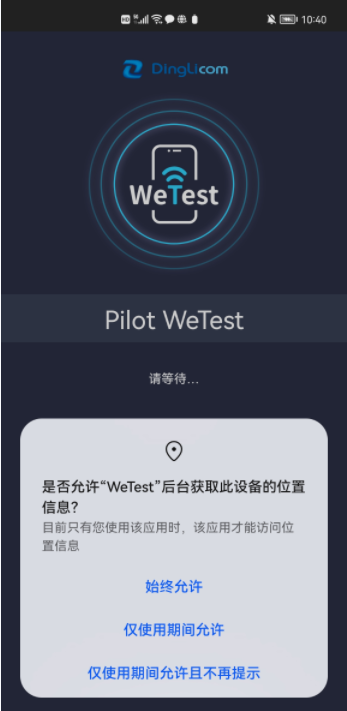 10:40
DingLicom
WeTest
Pilot WeTest
请等待...
是否允许“WeTest”后台获取此设备的位置
信息?
目前只有您使用该应用时，该应用才能访问位
置信息
始终允许
仅使用期间允许
仅使用期间允许且不再提示